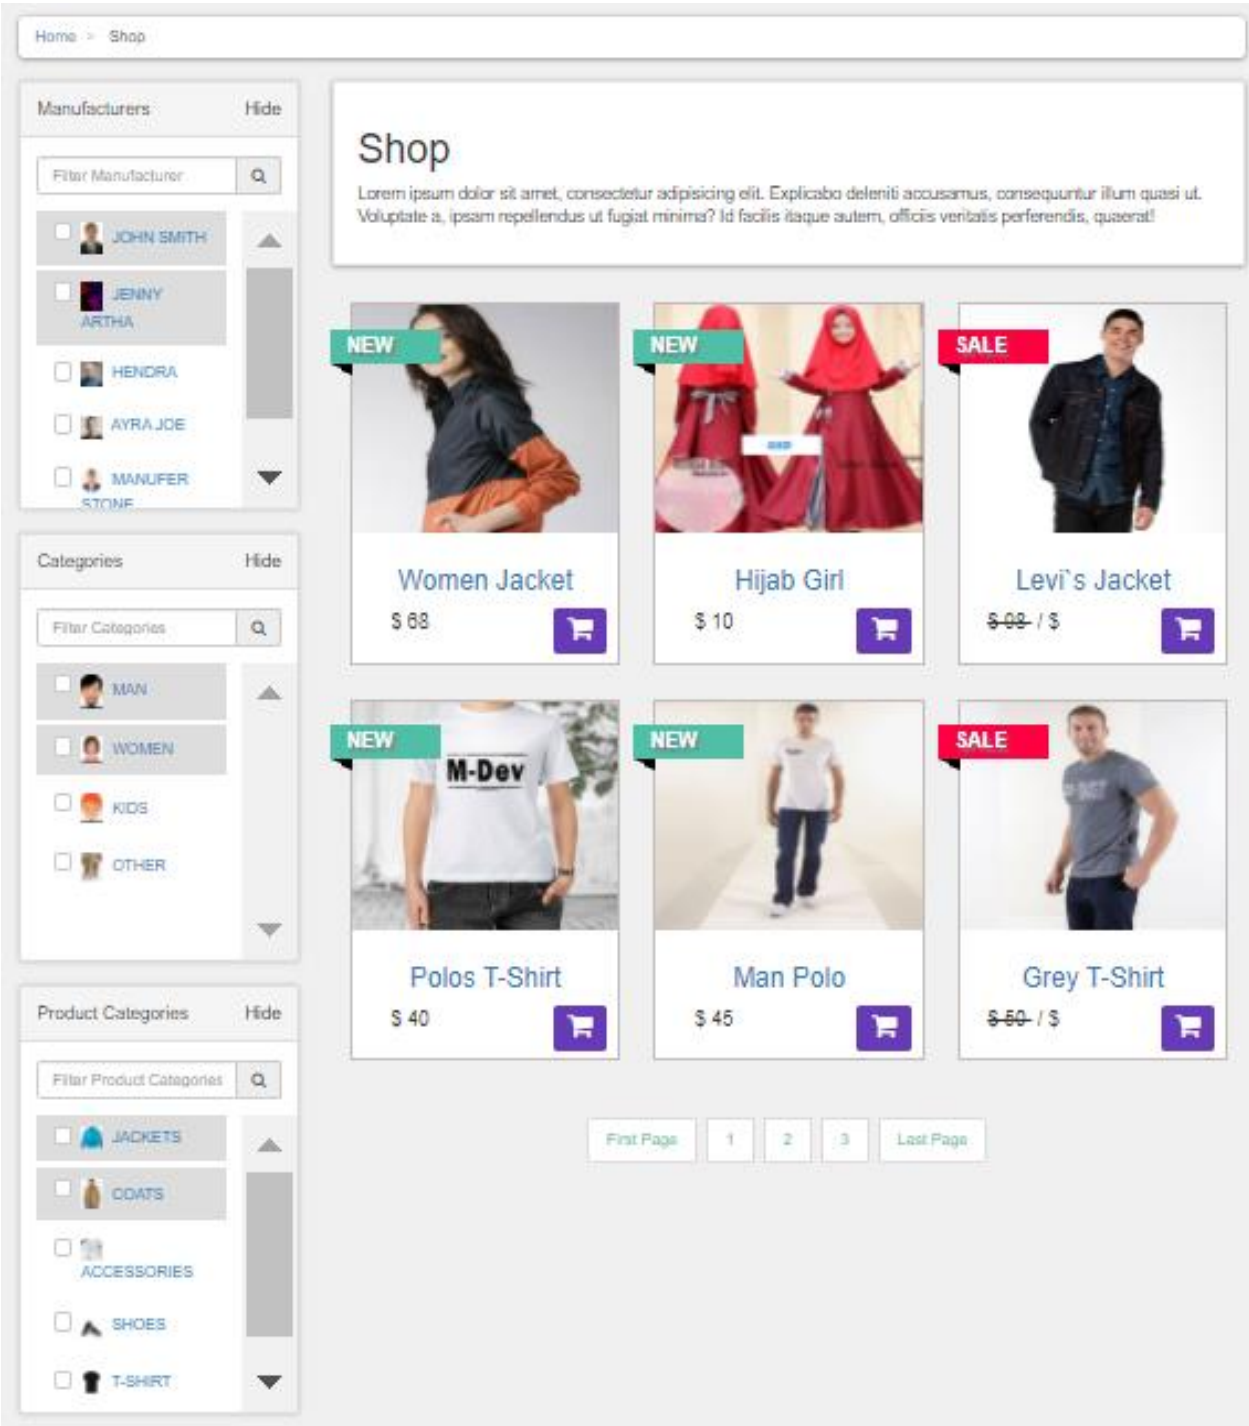 Home > Shop
Manufacturers Hide
Filter Manufacturer
JOHN SMITH
JENNY
ARTHA
HENDRA
AYRA JOE
MANUFER
STONE
Categories Hide
Filter Categories
MAN
WOMEN
KIDS
OTHER
Product Categories Hide
Filter Product Categories
JACKETS
COATS
ACCESSORIES
SHOES
T-SHIRT
Shop
Lorem ipsum dolor sit amet, consectetur adipisicing elit. Explicabo deleniti accusamus, consequuntur illum quasi ut.
Voluptate a, ipsam repellendus ut fugiat minima? Id facilis itaque autem, officiis veritatis perferendis, quaerat!
NEW
Women Jacket
$ 68
NEW
Hijab Girl
$ 10
SALE
Levi`s Jacket
$ 98 / $
NEW
M-Dev
Polos T-Shirt
$ 40
NEW
Man Polo
$ 45
SALE
Grey T-Shirt
$ 50 / $
First Page 1 2 3 Last Page